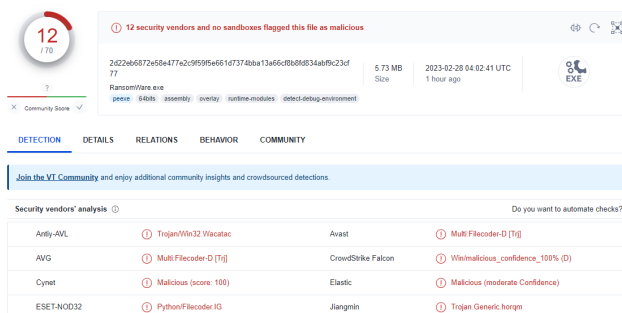 12
/ 70
?
Community Score
12 security vendors and no sandboxes flagged this file as malicious
2d22eb6872e58e477e2c9f59f5e661d7374bba13a66cf8b8fd834abf9c23cf
77
RansomWare.exe
peexe 64bits assembly overlay runtime-modules detect-debug-environment
5.73 MB
Size
2023-02-28 04:02:41 UTC
1 hour ago
EXE
DETECTION DETAILS RELATIONS BEHAVIOR COMMUNITY
Join the VT Community and enjoy additional community insights and crowdsourced detections.
Security vendors' analysis Do you want to automate checks?
Antiy-AVL Trojan/Win32.Wacatac Avast Multi:Filecoder-D [Trj]
AVG Multi:Filecoder-D [Trj] CrowdStrike Falcon Win/malicious_confidence_100% (D)
Cynet Malicious (score: 100) Elastic Malicious (moderate Confidence)
ESET-NOD32 Python/Filecoder.IG Jiangmin Trojan.Generic.horqm